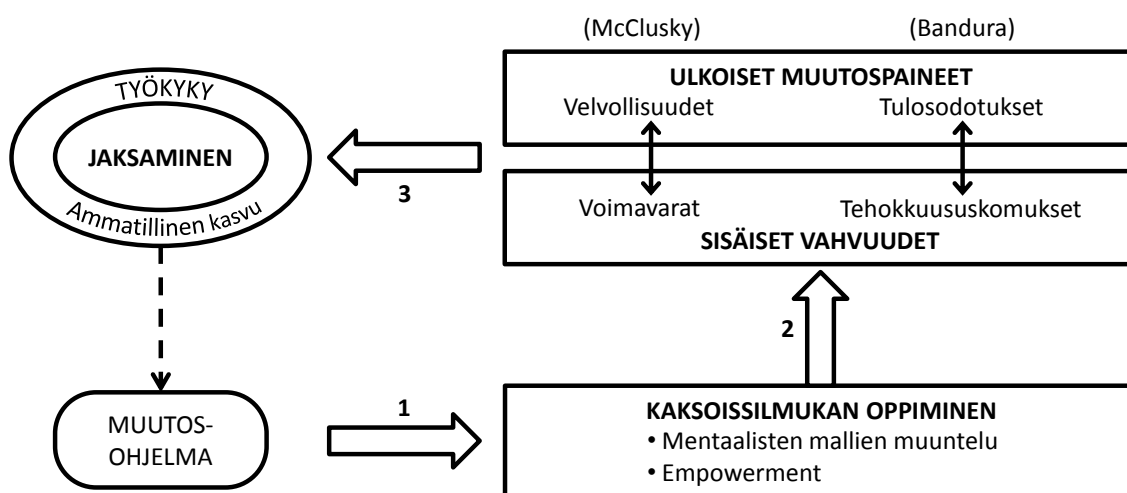 (McClusky) (Bandura)
ULKOISET MUUTOSPAINEET
Velvollisuudet Tulosodotukset
Voimavarat Tehokkuususkomukset
SISÄISET VAHVUUDET
TYÖKYKY
JAKSAMINEN
Ammatillinen kasvu
3
2
1
MUUTOS-
OHJELMA
KAKSOISSILMUKAN OPPIMINEN
• Mentaalisten mallien muuntelu
• Empowerment